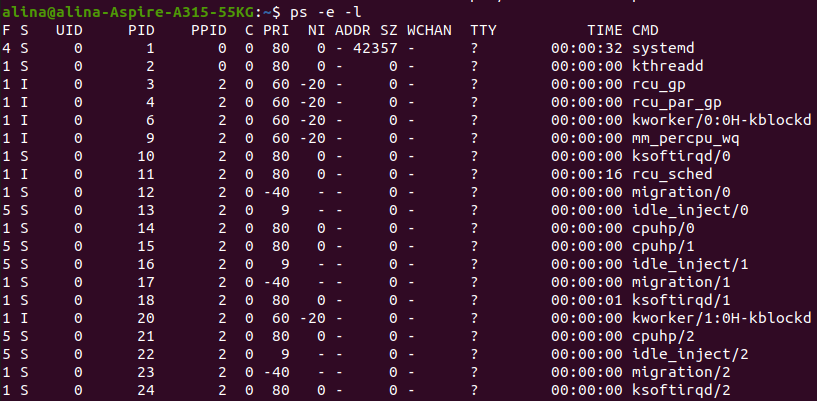 alina@alina-Aspire-A315-55KG:~$ ps -e -l
F S   UID     PID    PPID  C PRI  NI ADDR SZ WCHAN  TTY          TIME CMD
4 S     0       1       0  0  80   0 - 42357 -      ?        00:00:32 systemd
1 S     0       2       0  0  80   0 -     0 -      ?        00:00:00 kthreadd
1 I     0       3       2  0  60 -20 -     0 -      ?        00:00:00 rcu_gp
1 I     0       4       2  0  60 -20 -     0 -      ?        00:00:00 rcu_par_gp
1 I     0       6       2  0  60 -20 -     0 -      ?        00:00:00 kworker/0:0H-kblockd
1 I     0       9       2  0  60 -20 -     0 -      ?        00:00:00 mm_percpu_wq
1 S     0      10       2  0  80   0 -     0 -      ?        00:00:00 ksoftirqd/0
1 I     0      11       2  0  80   0 -     0 -      ?        00:00:16 rcu_sched
1 S     0      12       2  0 -40   - -     0 -      ?        00:00:00 migration/0
5 S     0      13       2  0   9   - -     0 -      ?        00:00:00 idle_inject/0
1 S     0      14       2  0  80   0 -     0 -      ?        00:00:00 cpuhp/0
5 S     0      15       2  0  80   0 -     0 -      ?        00:00:00 cpuhp/1
5 S     0      16       2  0   9   - -     0 -      ?        00:00:00 idle_inject/1
1 S     0      17       2  0 -40   - -     0 -      ?        00:00:00 migration/1
1 S     0      18       2  0  80   0 -     0 -      ?        00:00:01 ksoftirqd/1
1 I     0      20       2  0  60 -20 -     0 -      ?        00:00:00 kworker/1:0H-kblockd
5 S     0      21       2  0  80   0 -     0 -      ?        00:00:00 cpuhp/2
5 S     0      22       2  0   9   - -     0 -      ?        00:00:00 idle_inject/2
1 S     0      23       2  0 -40   - -     0 -      ?        00:00:00 migration/2
1 S     0      24       2  0  80   0 -     0 -      ?        00:00:00 ksoftirqd/2